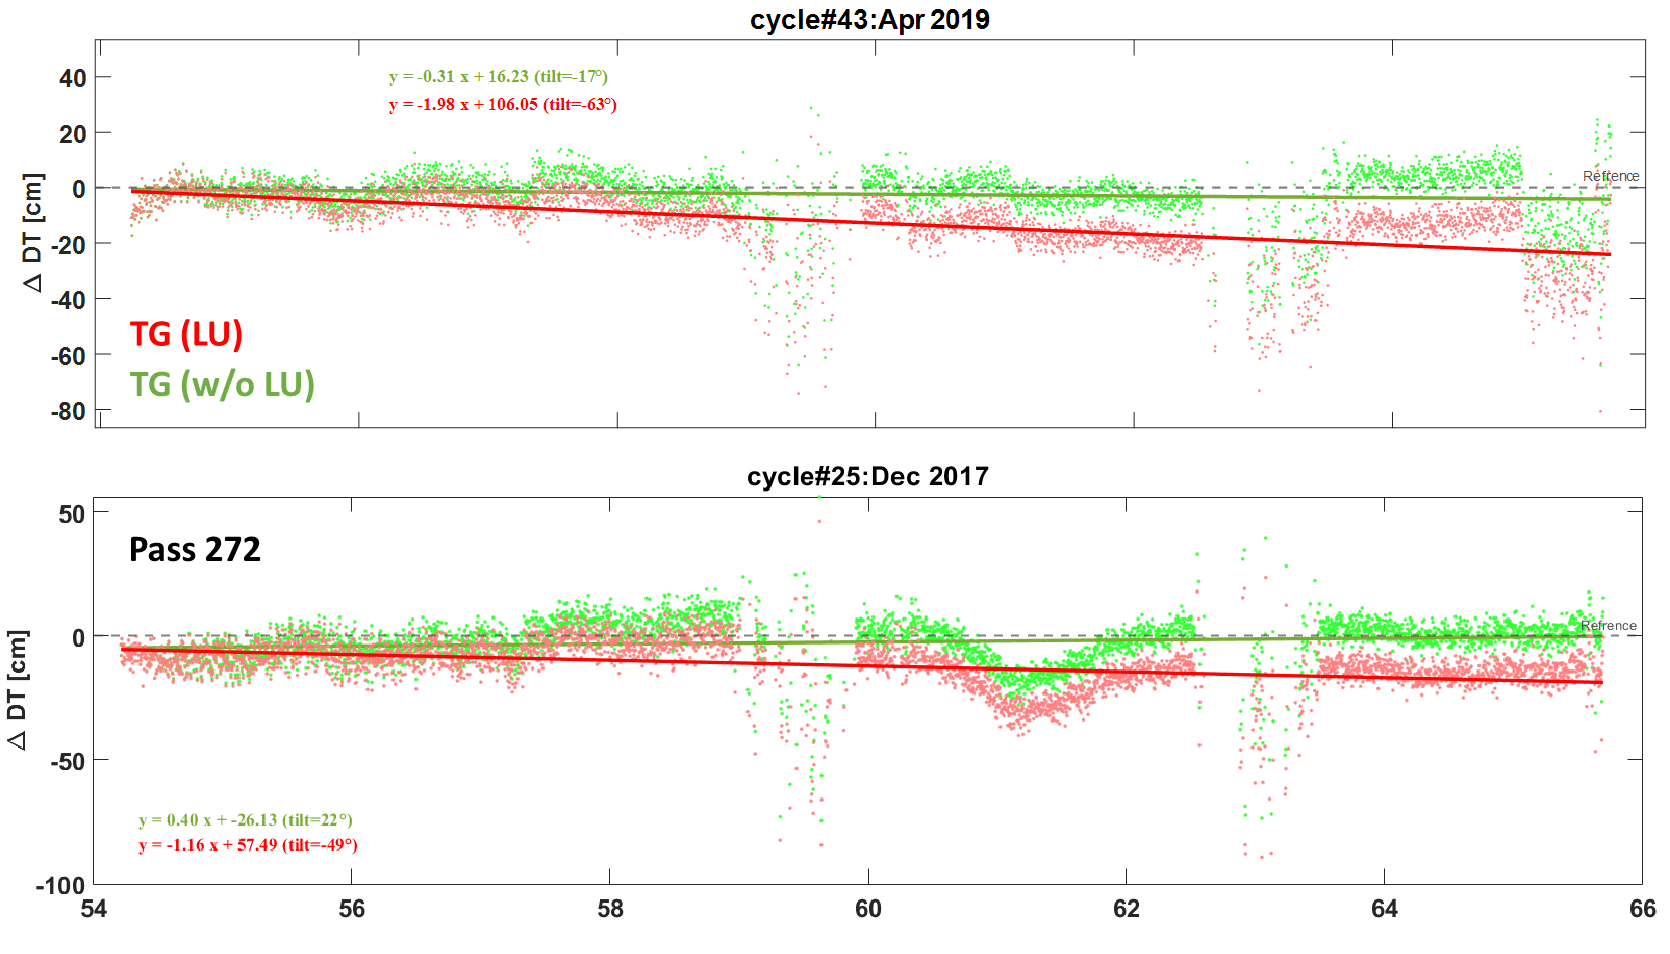 cycle#43:Apr 2019
y = -0.31 x + 16.23 (tilt=-17°)
y = -1.98 x + 106.05 (tilt=-63°)
40
20
0
-20
-40
-60
-80
Δ DT [cm]
Refrence
TG (LU)
TG (w/o LU)
cycle#25:Dec 2017
Pass 272
50
0
-50
-100
Δ DT [cm]
Refrence
y = 0.40 x + -26.13 (tilt=22°)
y = -1.16 x + 57.49 (tilt=-49°)
54 56 58 60 62 64 66